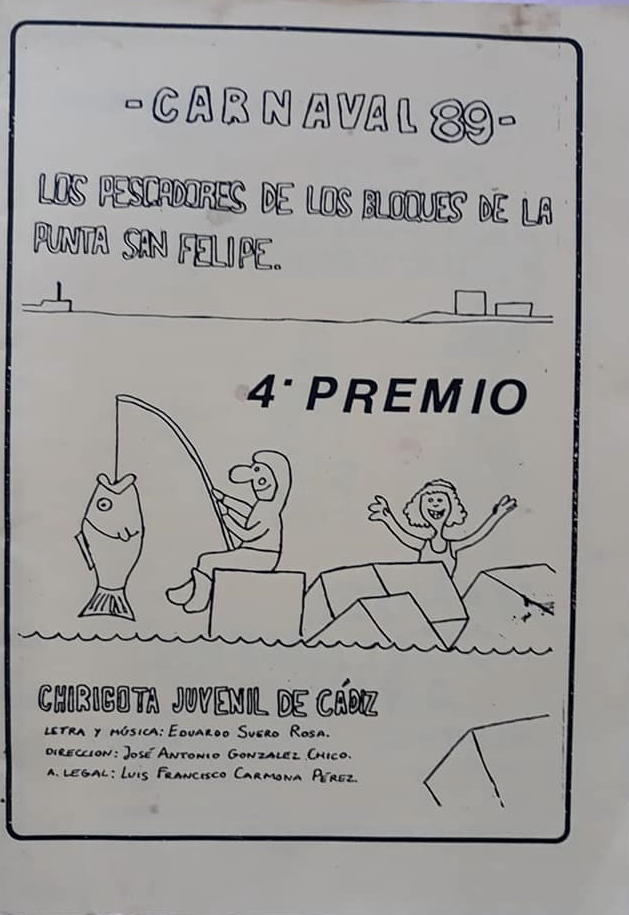 -CARNAVAL 89-
LOS PESCADORES DE LOS BLOQUES DE LA
PUNTA SAN FELIPE.
4· PREMIO
CHIRIGOTA JUVENIL DE CÁDIZ
LETRA Y MÚSICA: EDUARDO SUERO ROSA.
DIRECCION: JOSÉ ANTONIO GONZALEZ CHICO.
A. LEGAL: LUIS FRANCISCO CARMONA PÉREZ.